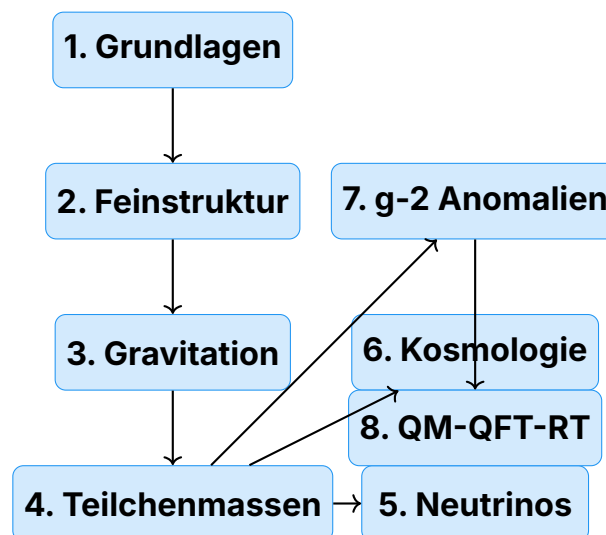 1. Grundlagen
2. Feinstruktur
7. g-2 Anomalien
3. Gravitation
6. Kosmologie
8. QM-QFT-RT
4. Teilchenmassen
5. Neutrinos